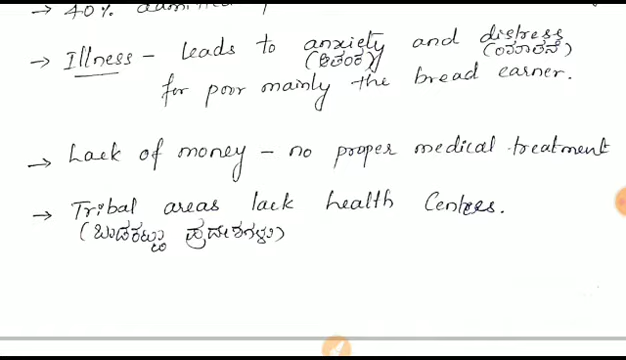 → 40%
→ Illness - leads to anxiety and distress
(ಆತಂಕ) (ಯಾತನೆ)
for poor mainly the bread earner.
→ Lack of money - no proper medical treatment
→ Tribal areas lack health Centres.
(ಬುಡಕಟ್ಟು ಪ್ರದೇಶಗಳು)